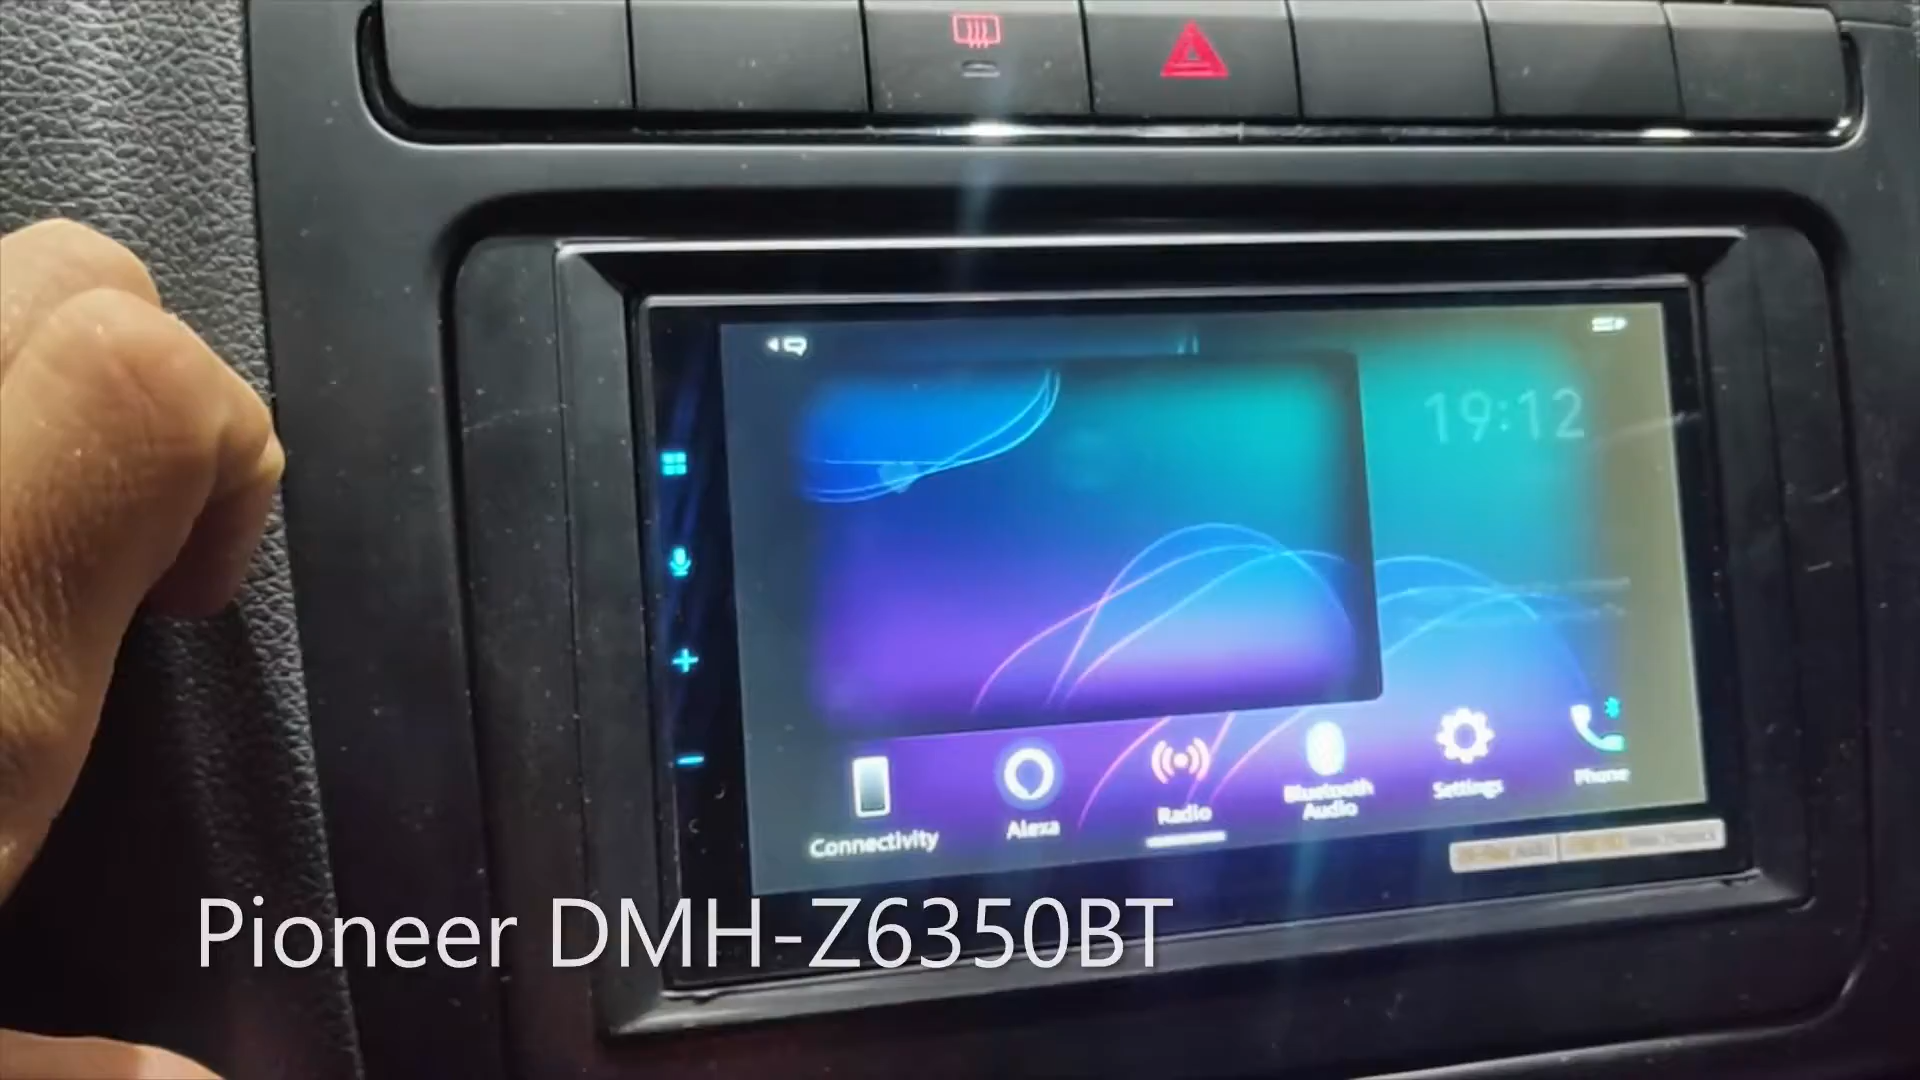 19:12
Connectivity
Alexa
Radio
Bluetooth
Audio
Settings
Phone
Pioneer DMH-Z6350BT